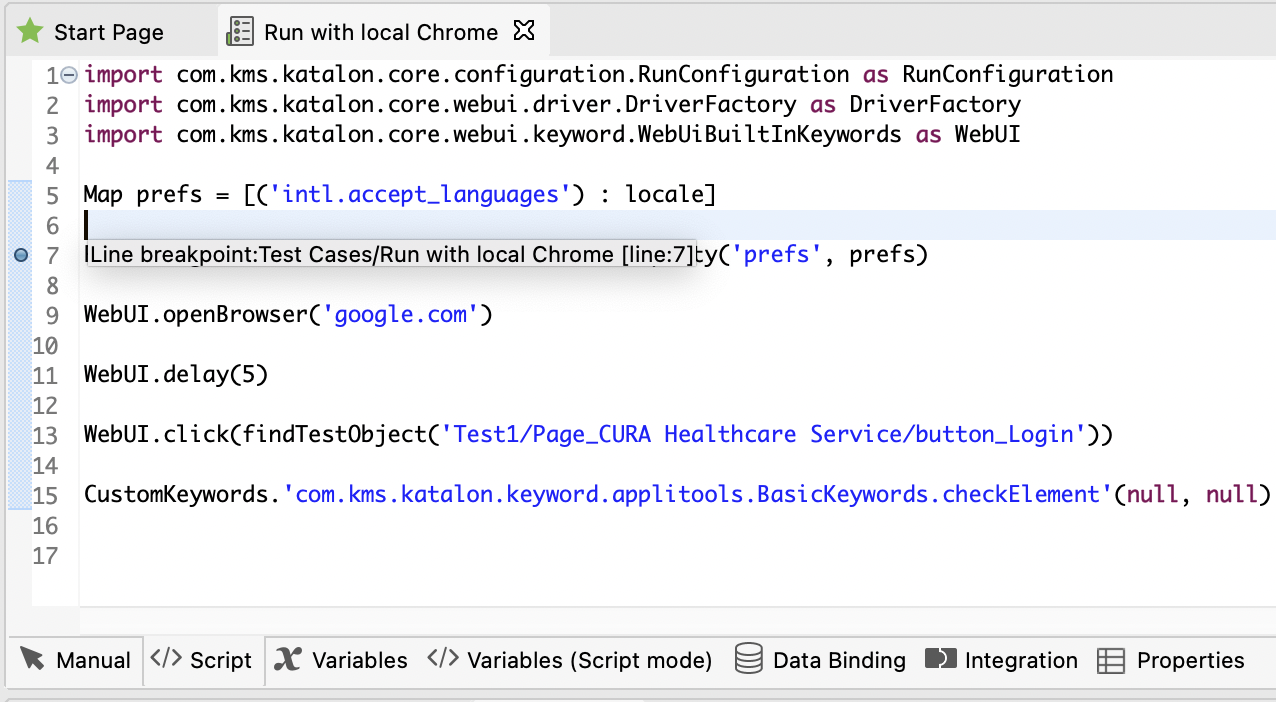 Start Page
Run with local Chrome
1 import com.kms.katalon.core.configuration.RunConfiguration as RunConfiguration
2 import com.kms.katalon.core.webui.driver.DriverFactory as DriverFactory
3 import com.kms.katalon.core.webui.keyword.WebUiBuiltInKeywords as WebUI
4
5 Map prefs = [('intl.accept_languages') : locale]
6
7 Line breakpoint:Test Cases/Run with local Chrome [line:7] ty('prefs', prefs)
8
9 WebUI.openBrowser('google.com')
10
11 WebUI.delay(5)
12
13 WebUI.click(findTestObject('Test1/Page_CURA Healthcare Service/button_Login'))
14
15 CustomKeywords.'com.kms.katalon.keyword.applitools.BasicKeywords.checkElement'(null, null)
16
17
Manual </> Script Variables </> Variables (Script mode) Data Binding Integration Properties